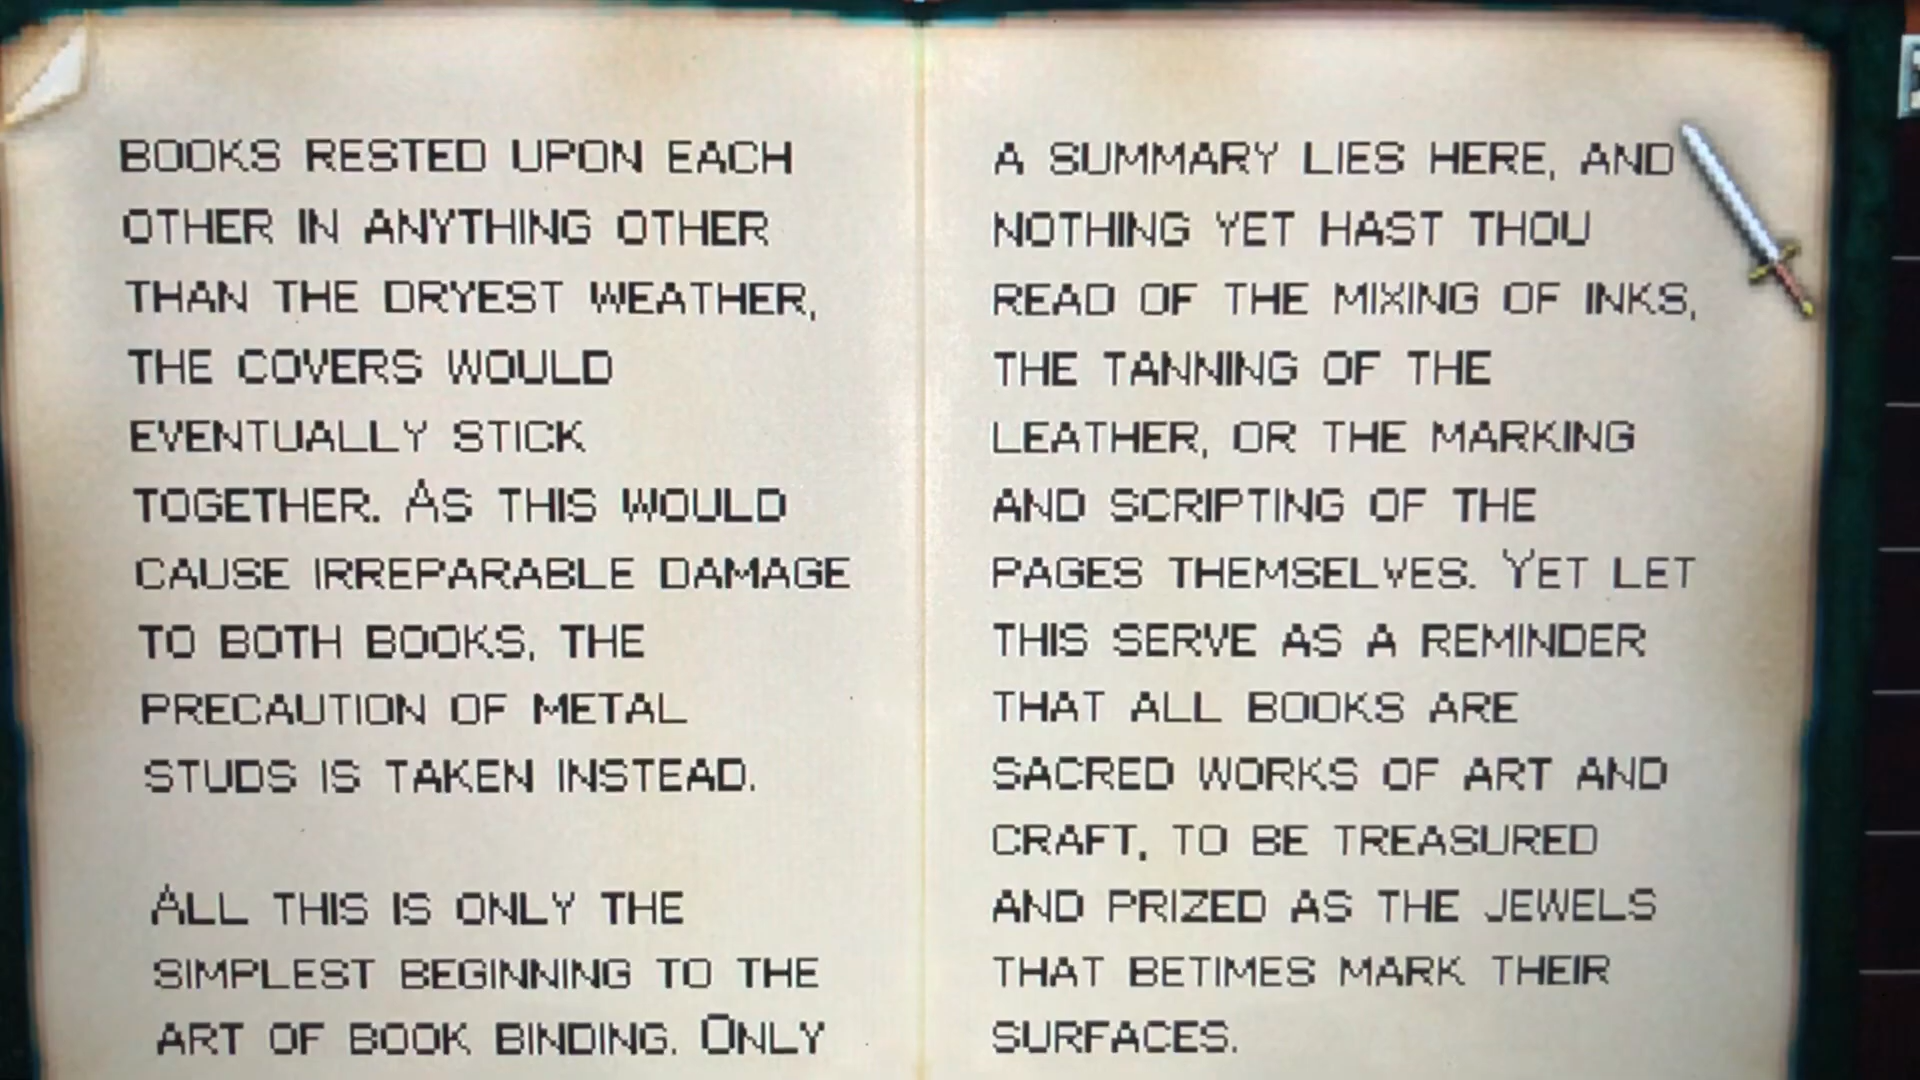 BOOKS RESTED UPON EACH
OTHER IN ANYTHING OTHER
THAN THE DRYEST WEATHER,
THE COVERS WOULD
EVENTUALLY STICK
TOGETHER. AS THIS WOULD
CAUSE IRREPARABLE DAMAGE
TO BOTH BOOKS, THE
PRECAUTION OF METAL
STUDS IS TAKEN INSTEAD.
ALL THIS IS ONLY THE
SIMPLEST BEGINNING TO THE
ART OF BOOK BINDING. ONLY
A SUMMARY LIES HERE, AND
NOTHING YET HAST THOU
READ OF THE MIXING OF INKS,
THE TANNING OF THE
LEATHER, OR THE MARKING
AND SCRIPTING OF THE
PAGES THEMSELVES. YET LET
THIS SERVE AS A REMINDER
THAT ALL BOOKS ARE
SACRED WORKS OF ART AND
CRAFT, TO BE TREASURED
AND PRIZED AS THE JEWELS
THAT BETIMES MARK THEIR
SURFACES.